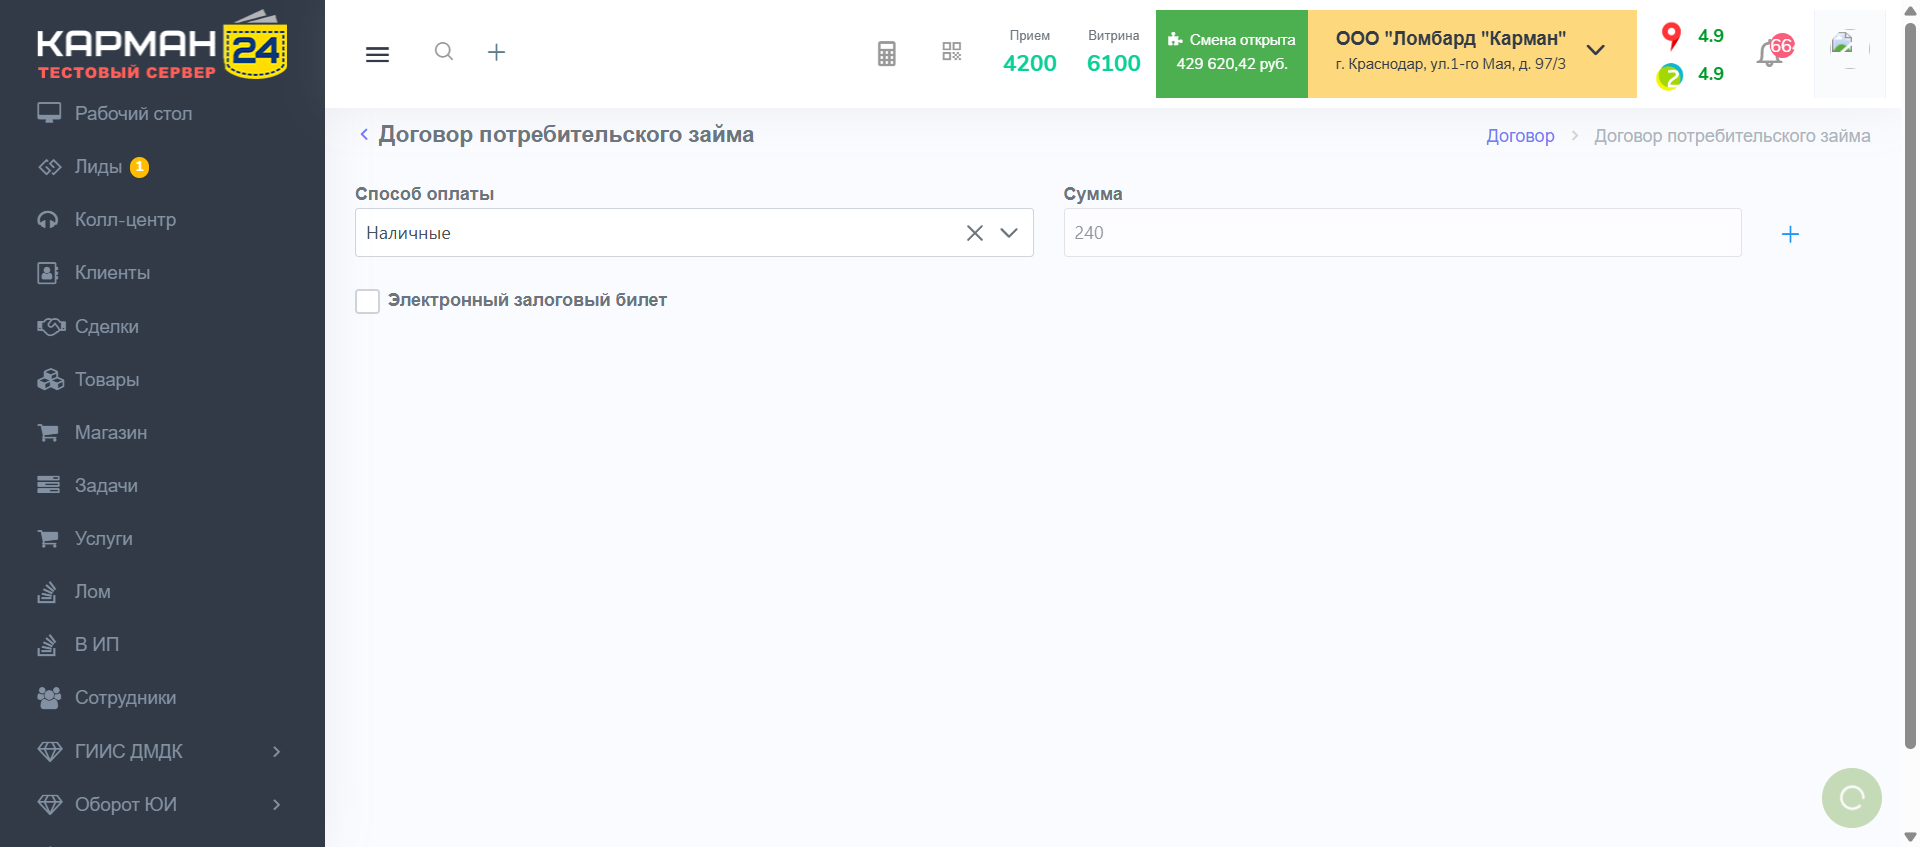 КАРМАН 24
ТЕСТОВЫЙ СЕРВЕР
Рабочий стол
Лиды 1
Колл-центр
Клиенты
Сделки
Товары
Магазин
Задачи
Услуги
Лом
В ИП
Сотрудники
ГИИС ДМДК
Оборот ЮИ
Прием
4200
Витрина
6100
Смена открыта
429 620,42 руб.
ООО "Ломбард "Карман"
г. Краснодар, ул.1-го Мая, д. 97/3
4.9
4.9
Договор потребительского займа
Договор > Договор потребительского займа
Способ оплаты
Наличные
Сумма
240
Электронный залоговый билет